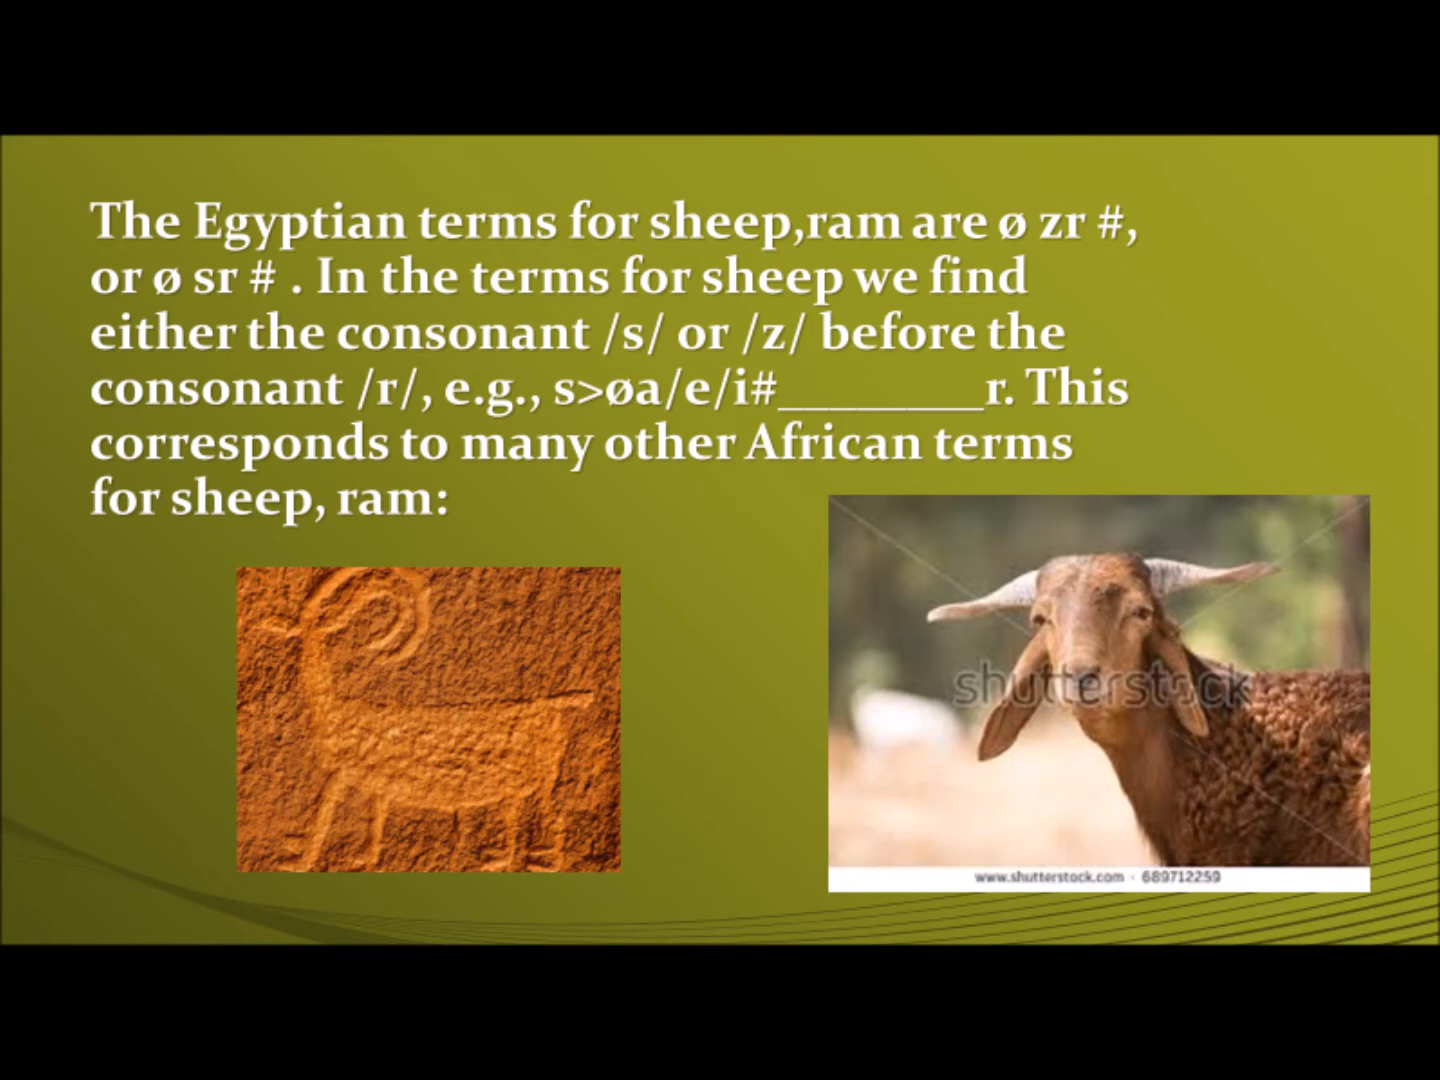 The Egyptian terms for sheep,ram are ø zr #,
or ø sr # . In the terms for sheep we find
either the consonant /s/ or /z/ before the
consonant /r/, e.g., s>øa/e/i#________r. This
corresponds to many other African terms
for sheep, ram:
shutterstock
www.shutterstock.com · 689712259